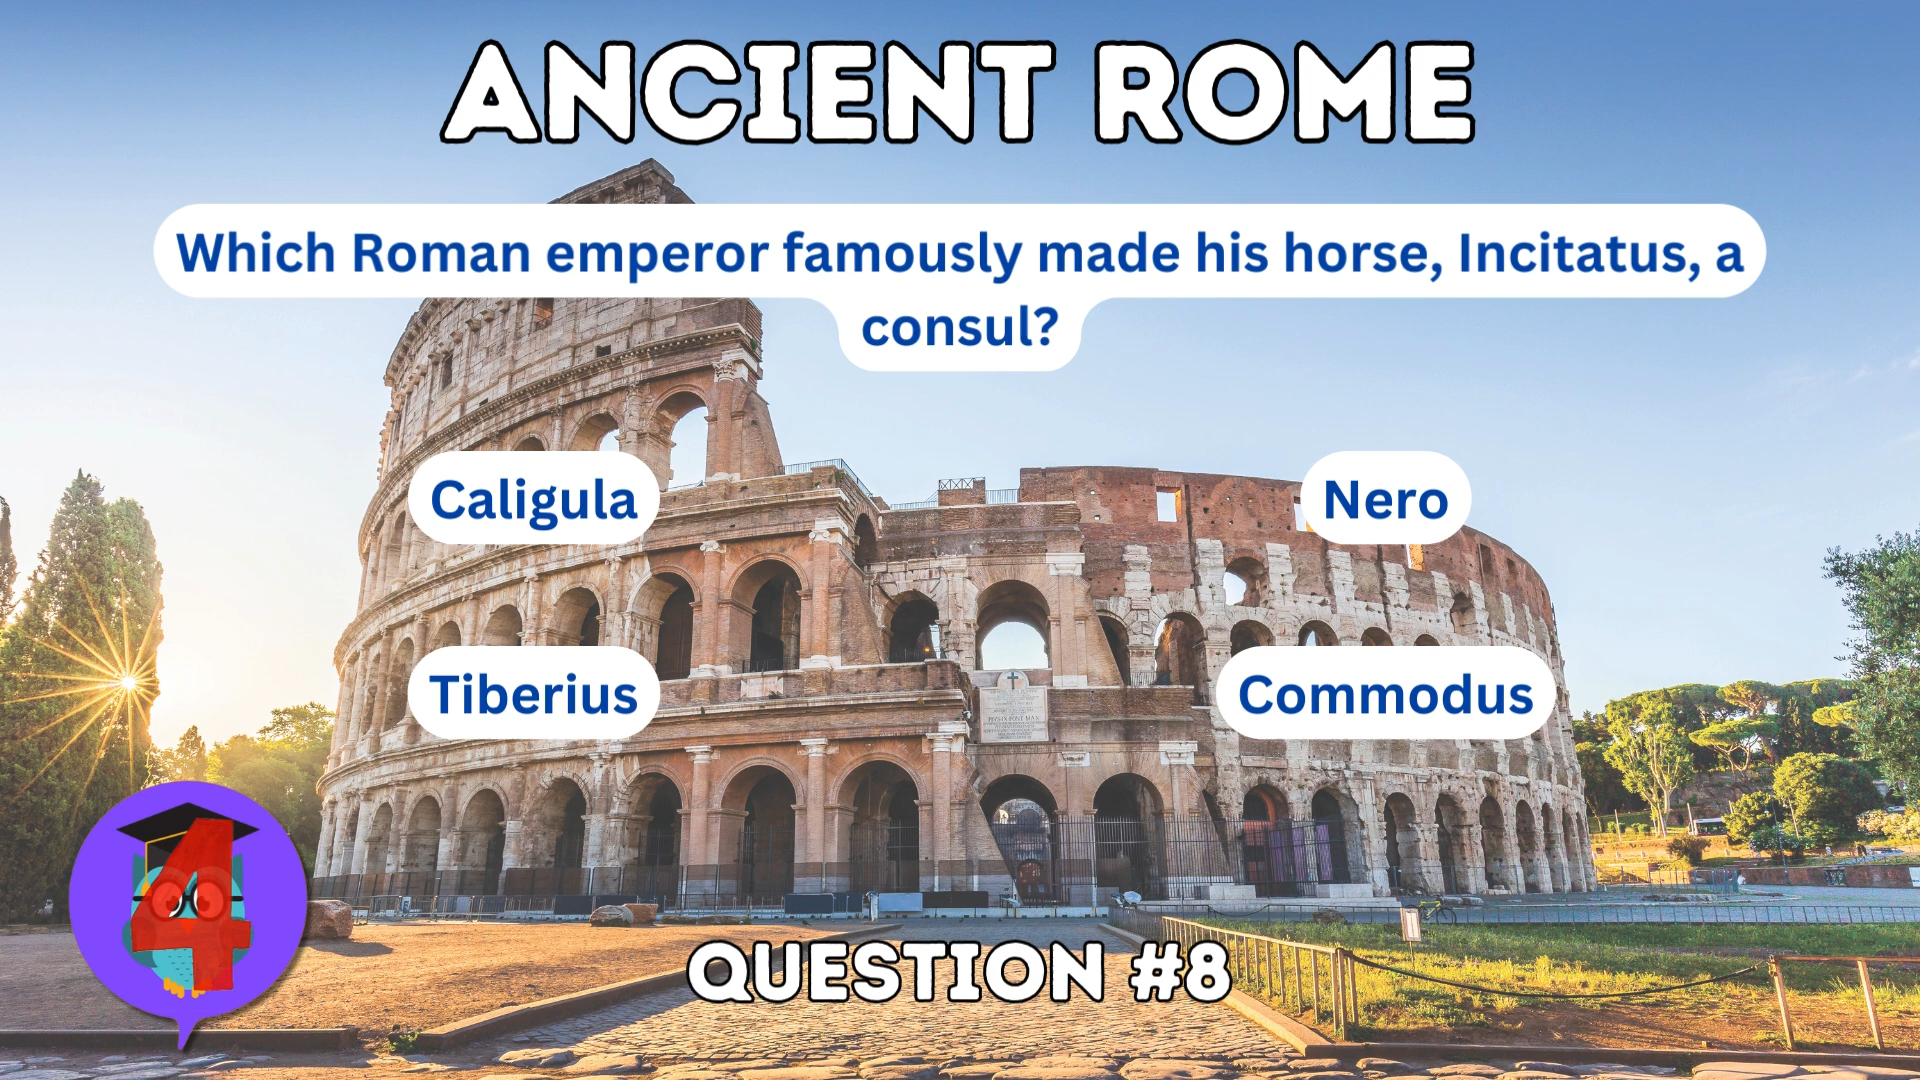 ANCIENT ROME
Which Roman emperor famously made his horse, Incitatus, a
consul?
Caligula
Nero
Tiberius
Commodus
4
QUESTION #8